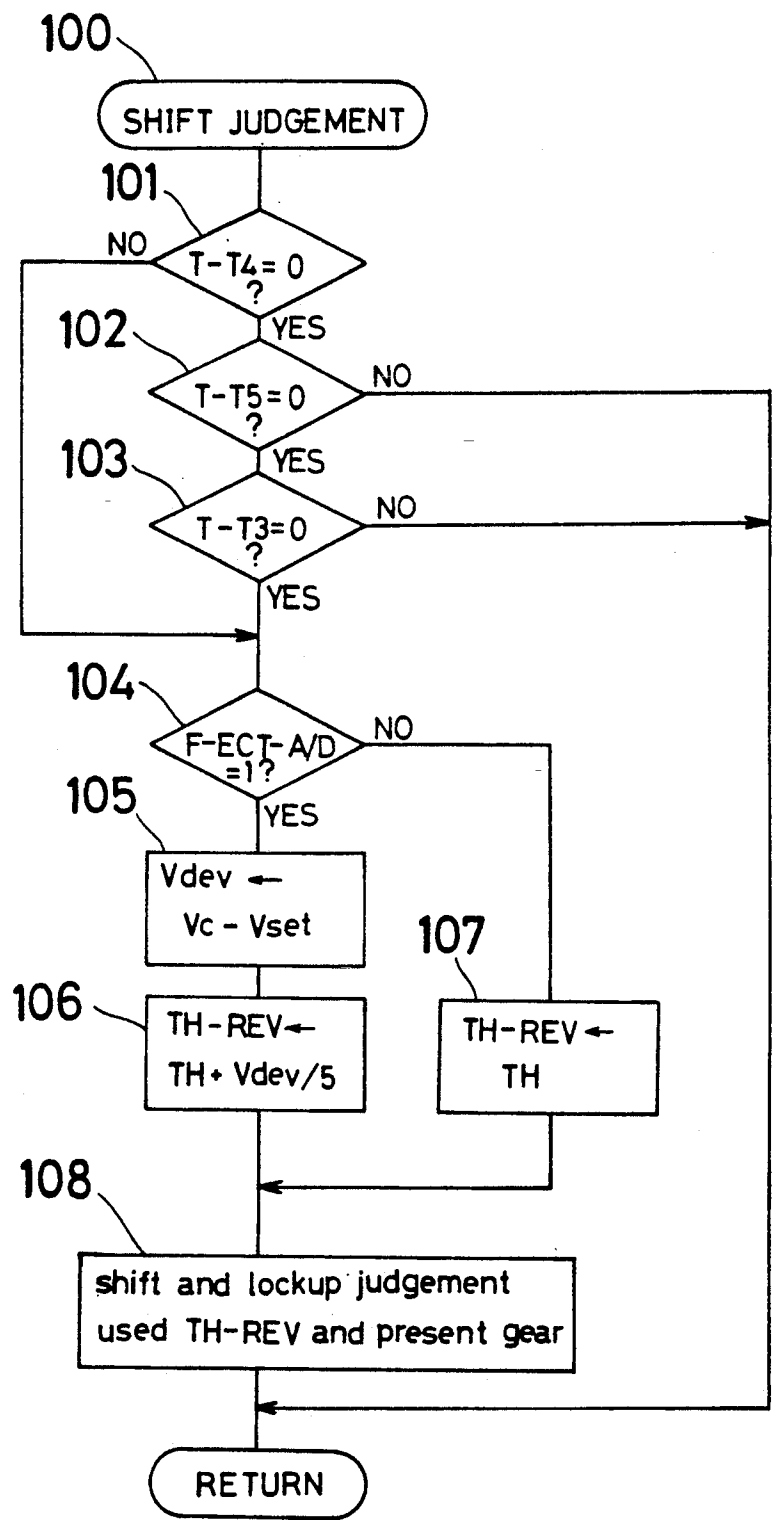 100
SHIFT JUDGEMENT
101
NO
T-T4=0
?
YES
102
NO
T-T5=0
?
YES
103
NO
T-T3=0
?
YES
104
NO
F-ECT-A/D
=1?
YES
105
Vdev ←
Vc - Vset
106
TH-REV←
TH+ Vdev/5
107
TH-REV←
TH
108
shift and lockup judgement
used TH-REV and present gear
RETURN